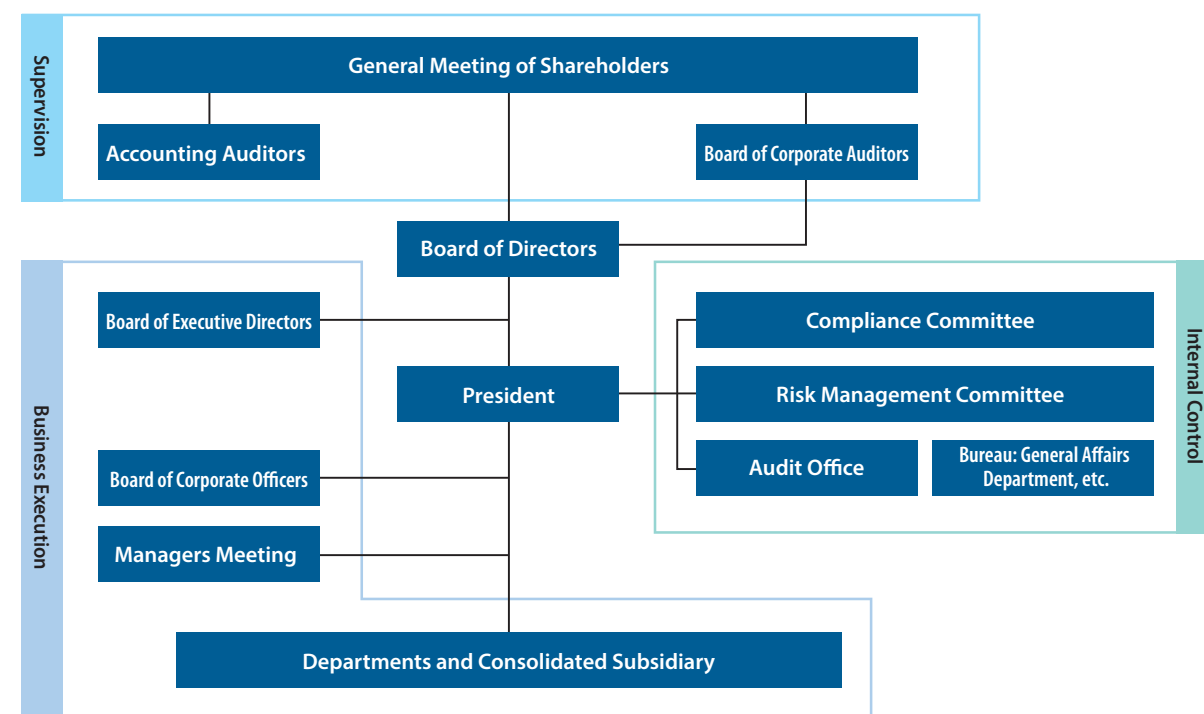 Supervision
General Meeting of Shareholders
Accounting Auditors
Board of Corporate Auditors
Board of Directors
Business Execution
Board of Executive Directors
President
Board of Corporate Officers
Managers Meeting
Departments and Consolidated Subsidiary
Internal Control
Compliance Committee
Risk Management Committee
Audit Office
Bureau: General Affairs
Department, etc.